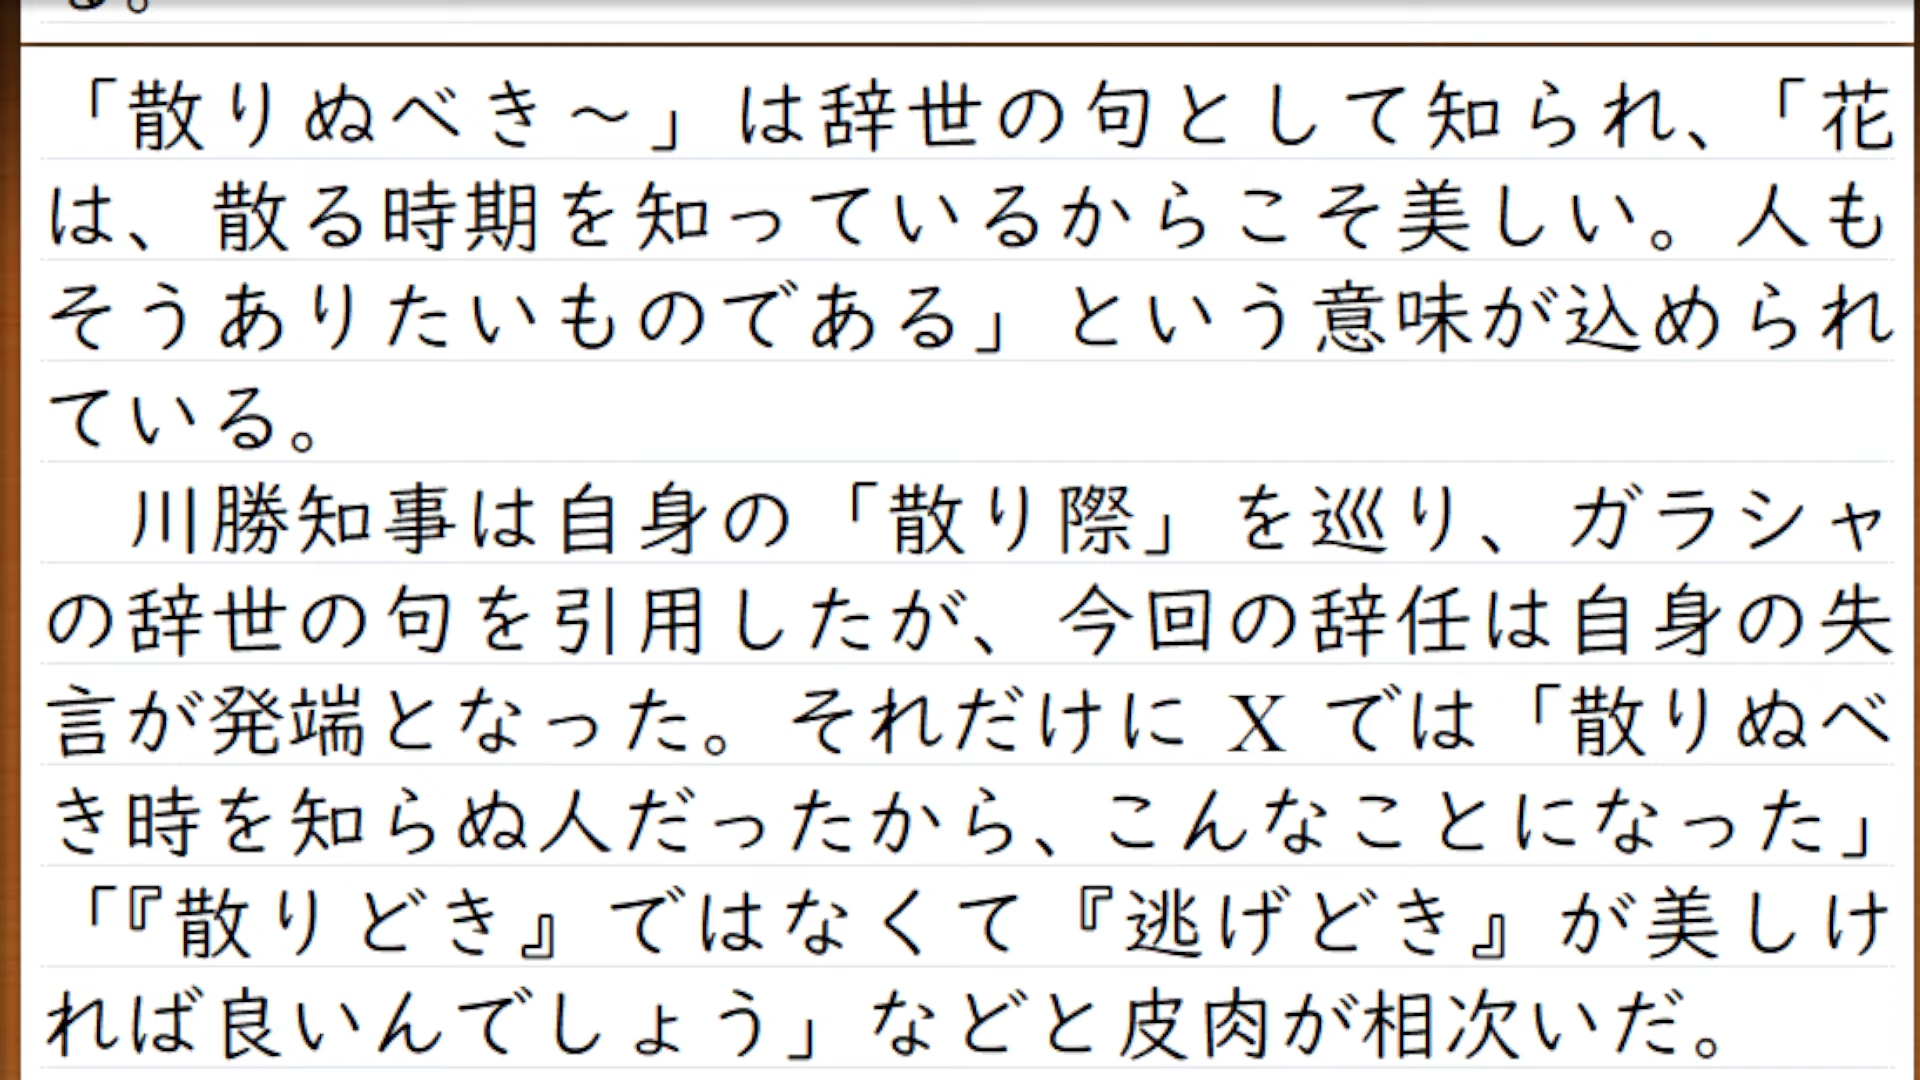 る。
「散りぬべき～」は辞世の句として知られ、「花
は、散る時期を知っているからこそ美しい。人も
そうありたいものである」という意味が込められ
ている。
　川勝知事は自身の「散り際」を巡り、ガラシャ
の辞世の句を引用したが、今回の辞任は自身の失
言が発端となった。それだけに X では「散りぬべ
き時を知らぬ人だったから、こんなことになった」
「『散りどき』ではなくて『逃げどき』が美しけ
れば良いんでしょう」などと皮肉が相次いだ。